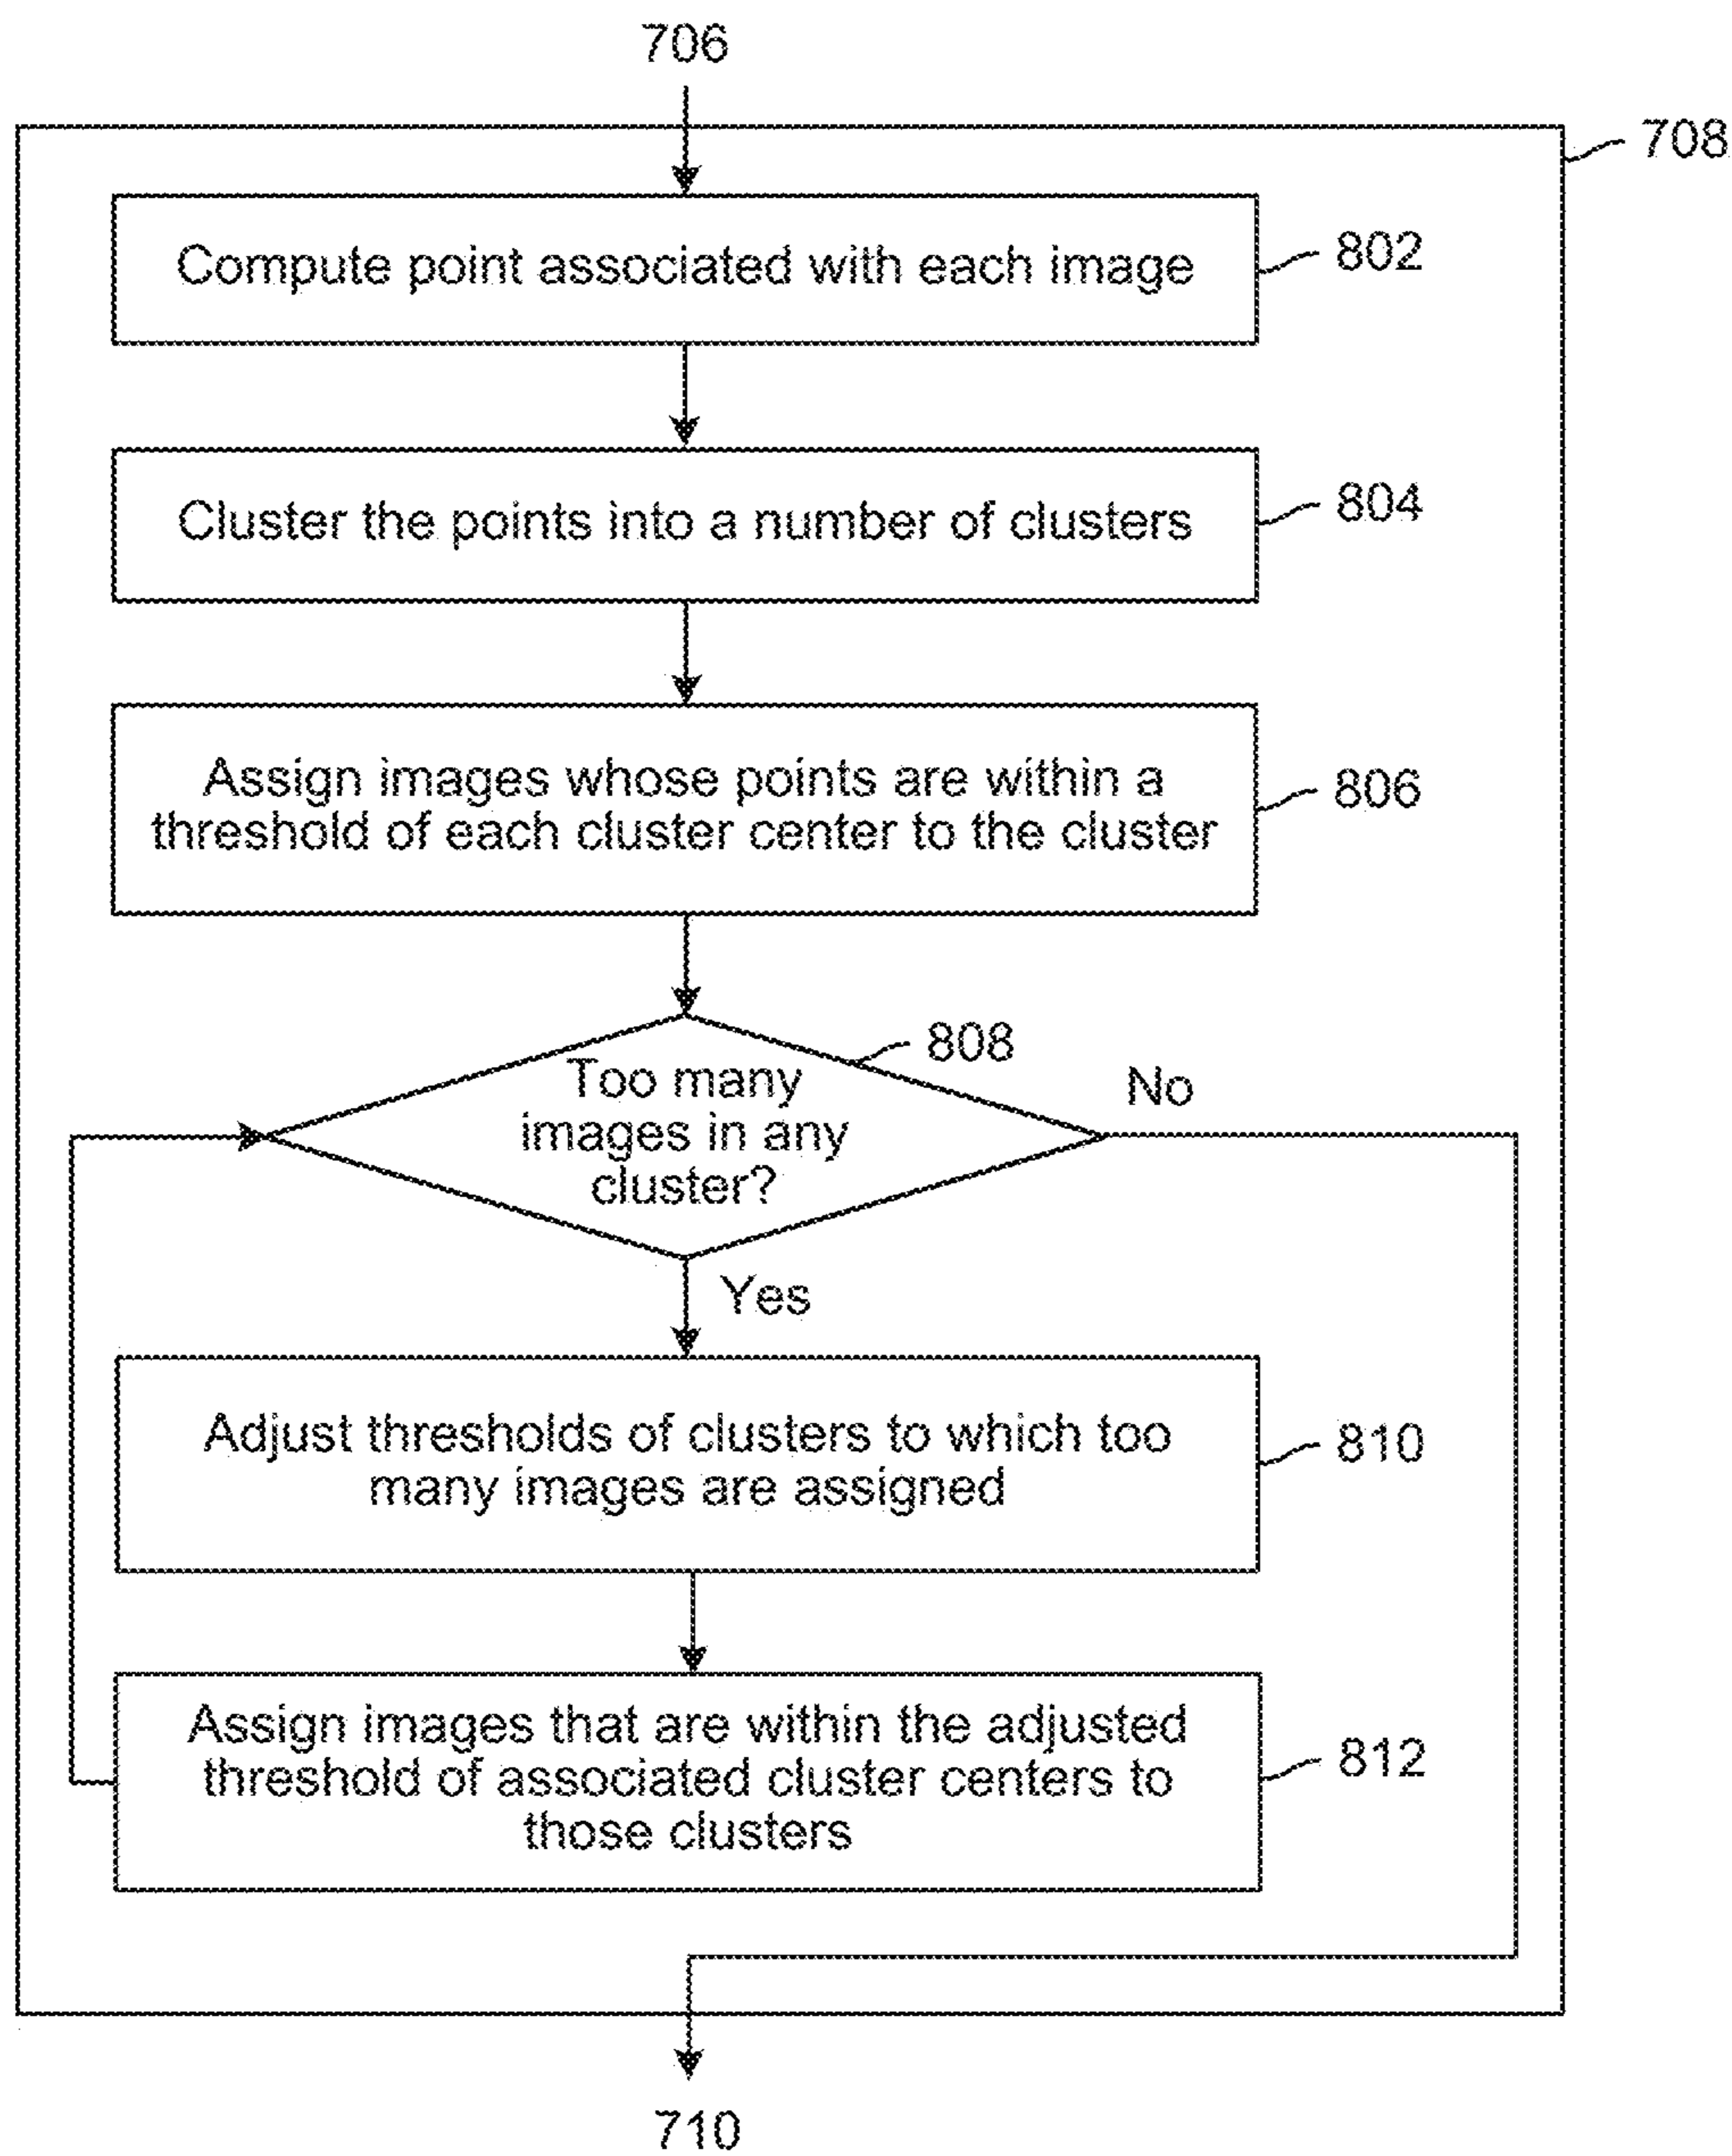 706
708
Compute point associated with each image
802
Cluster the points into a number of clusters
804
Assign images whose points are within a
threshold of each cluster center to the cluster
806
808
Too many
images in any
cluster?
No
Yes
Adjust thresholds of clusters to which too
many images are assigned
810
Assign images that are within the adjusted
threshold of associated cluster centers to
those clusters
812
710